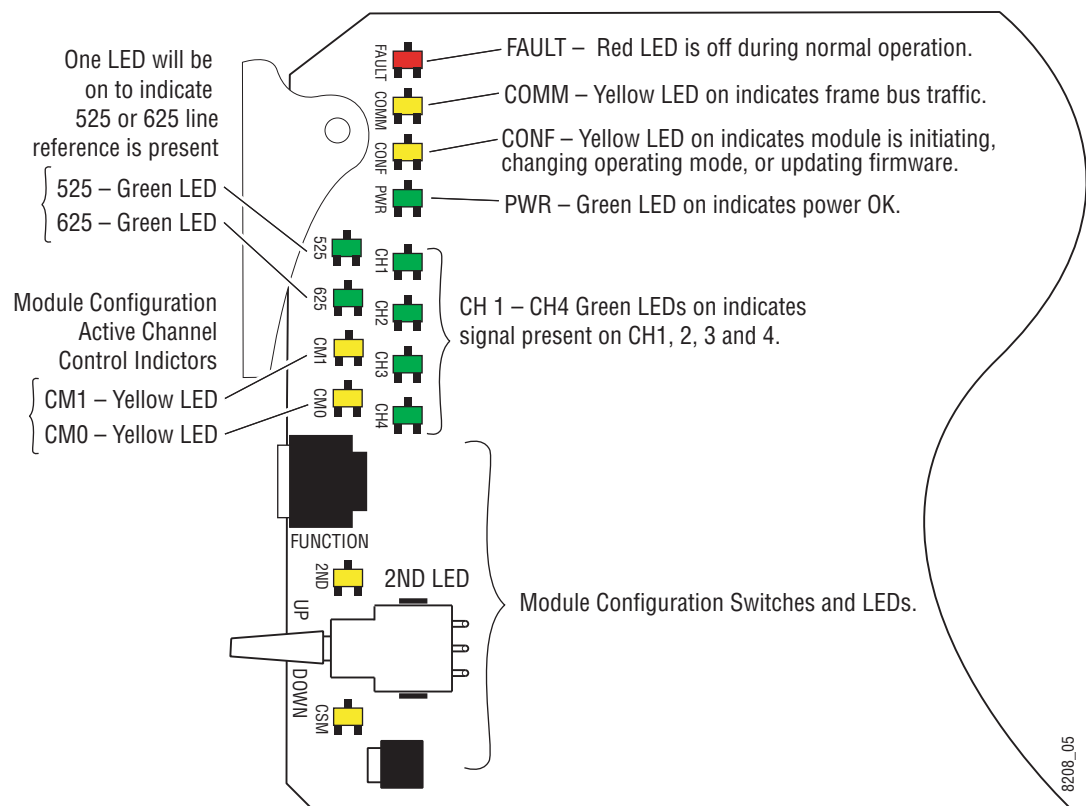 One LED will be
on to indicate
525 or 625 line
reference is present
525 – Green LED
625 – Green LED
Module Configuration
Active Channel
Control Indictors
CM1 – Yellow LED
CM0 – Yellow LED
FAULT
COMM
CONF
PWR
525
625
CM1
CM0
CH1
CH2
CH3
CH4
FAULT – Red LED is off during normal operation.
COMM – Yellow LED on indicates frame bus traffic.
CONF – Yellow LED on indicates module is initiating,
changing operating mode, or updating firmware.
PWR – Green LED on indicates power OK.
CH 1 – CH4 Green LEDs on indicates
signal present on CH1, 2, 3 and 4.
FUNCTION
2ND
2ND LED
UP
DOWN
CSM
Module Configuration Switches and LEDs.
8208_05